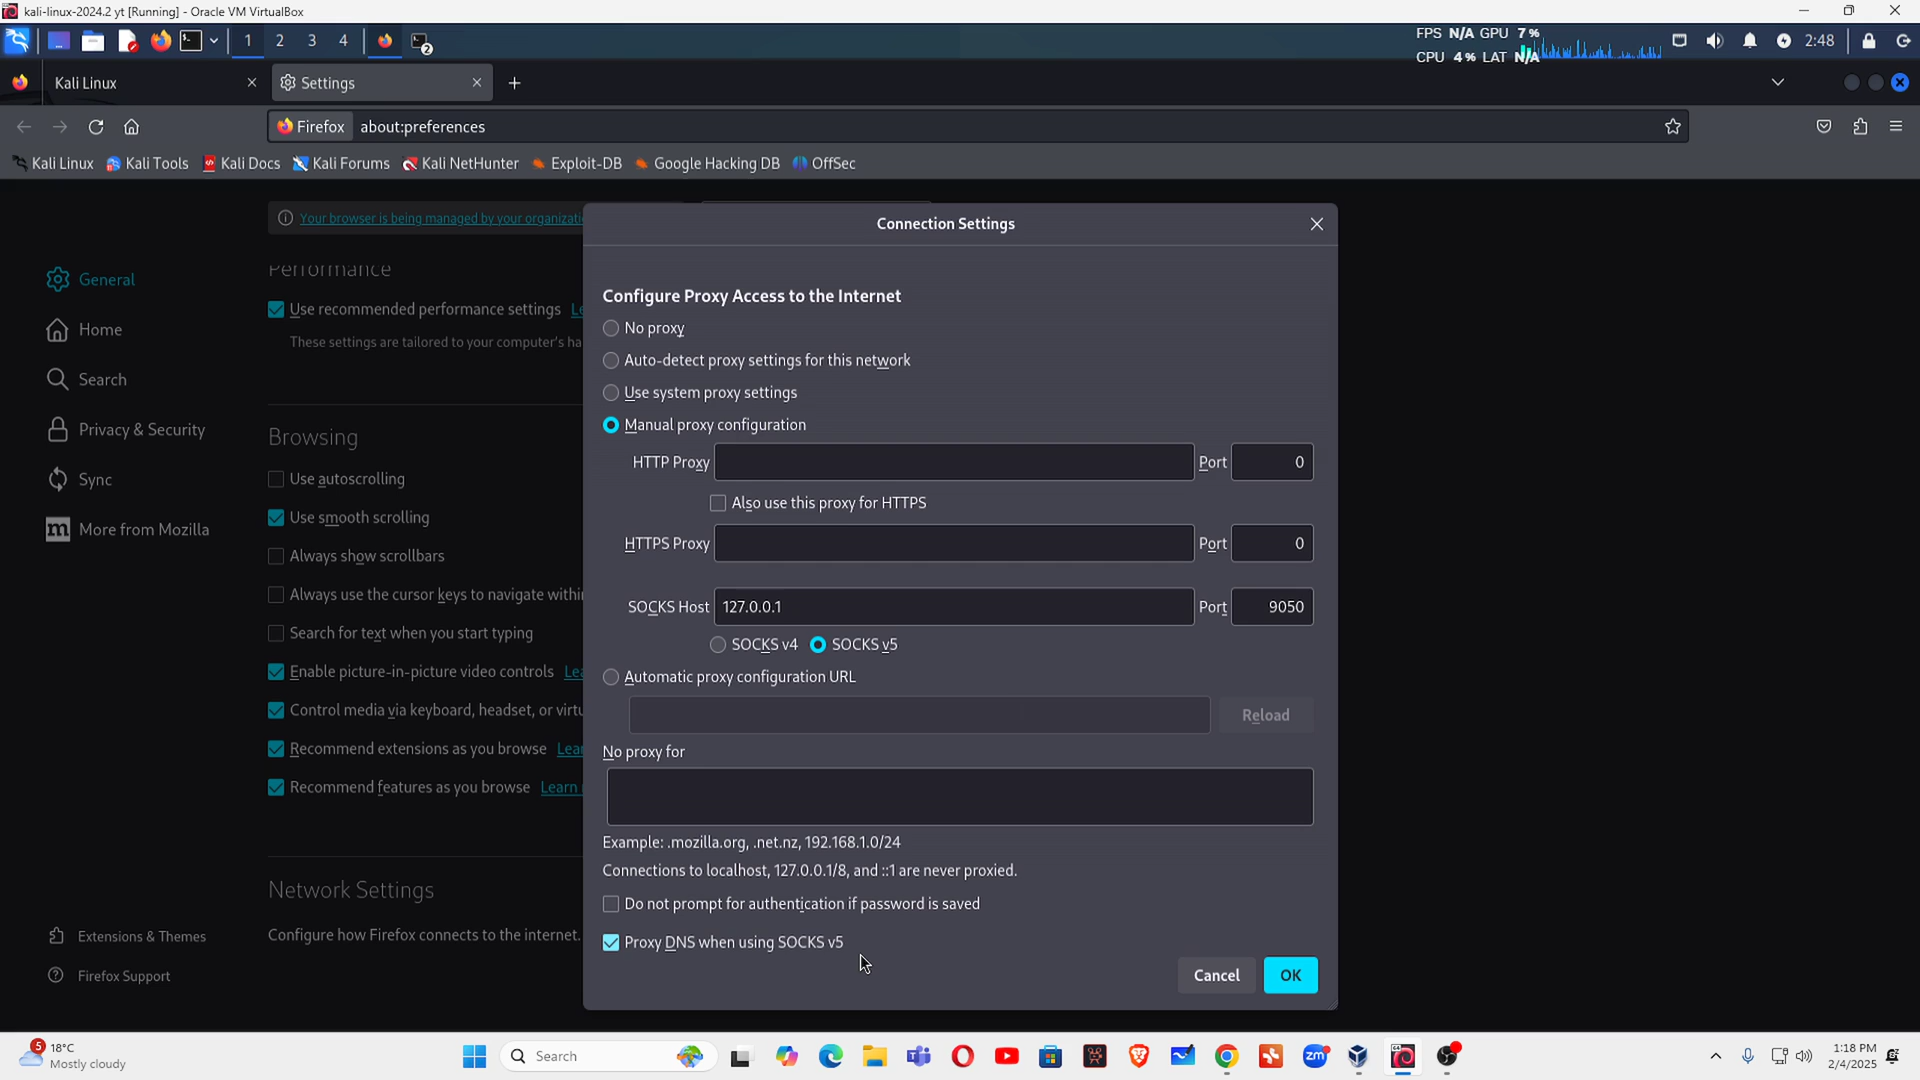 kali-linux-2024.2 yt [Running] - Oracle VM VirtualBox
1 2 3 4
2
FPS N/A GPU 7%
CPU 4% LAT N/A
2:48
Kali Linux
Settings
Firefox about:preferences
Kali Linux Kali Tools Kali Docs Kali Forums Kali NetHunter Exploit-DB Google Hacking DB OffSec
Your browser is being managed by your organizati
General
Home
Search
Privacy & Security
Sync
More from Mozilla
Extensions & Themes
Firefox Support
Performance
Use recommended performance settings Le
These settings are tailored to your computer's ha
Browsing
Use autoscrolling
Use smooth scrolling
Always show scrollbars
Always use the cursor keys to navigate withi
Search for text when you start typing
Enable picture-in-picture video controls Lea
Control media via keyboard, headset, or virtu
Recommend extensions as you browse Lea
Recommend features as you browse Learn
Network Settings
Configure how Firefox connects to the internet.
Connection Settings
Configure Proxy Access to the Internet
No proxy
Auto-detect proxy settings for this network
Use system proxy settings
Manual proxy configuration
HTTP Proxy Port 0
Also use this proxy for HTTPS
HTTPS Proxy Port 0
SOCKS Host 127.0.0.1 Port 9050
SOCKS v4 SOCKS v5
Automatic proxy configuration URL
Reload
No proxy for
Example: .mozilla.org, .net.nz, 192.168.1.0/24
Connections to localhost, 127.0.0.1/8, and ::1 are never proxied.
Do not prompt for authentication if password is saved
Proxy DNS when using SOCKS v5
Cancel OK
5
18°C
Mostly cloudy
Search
zm
1:18 PM
2/4/2025